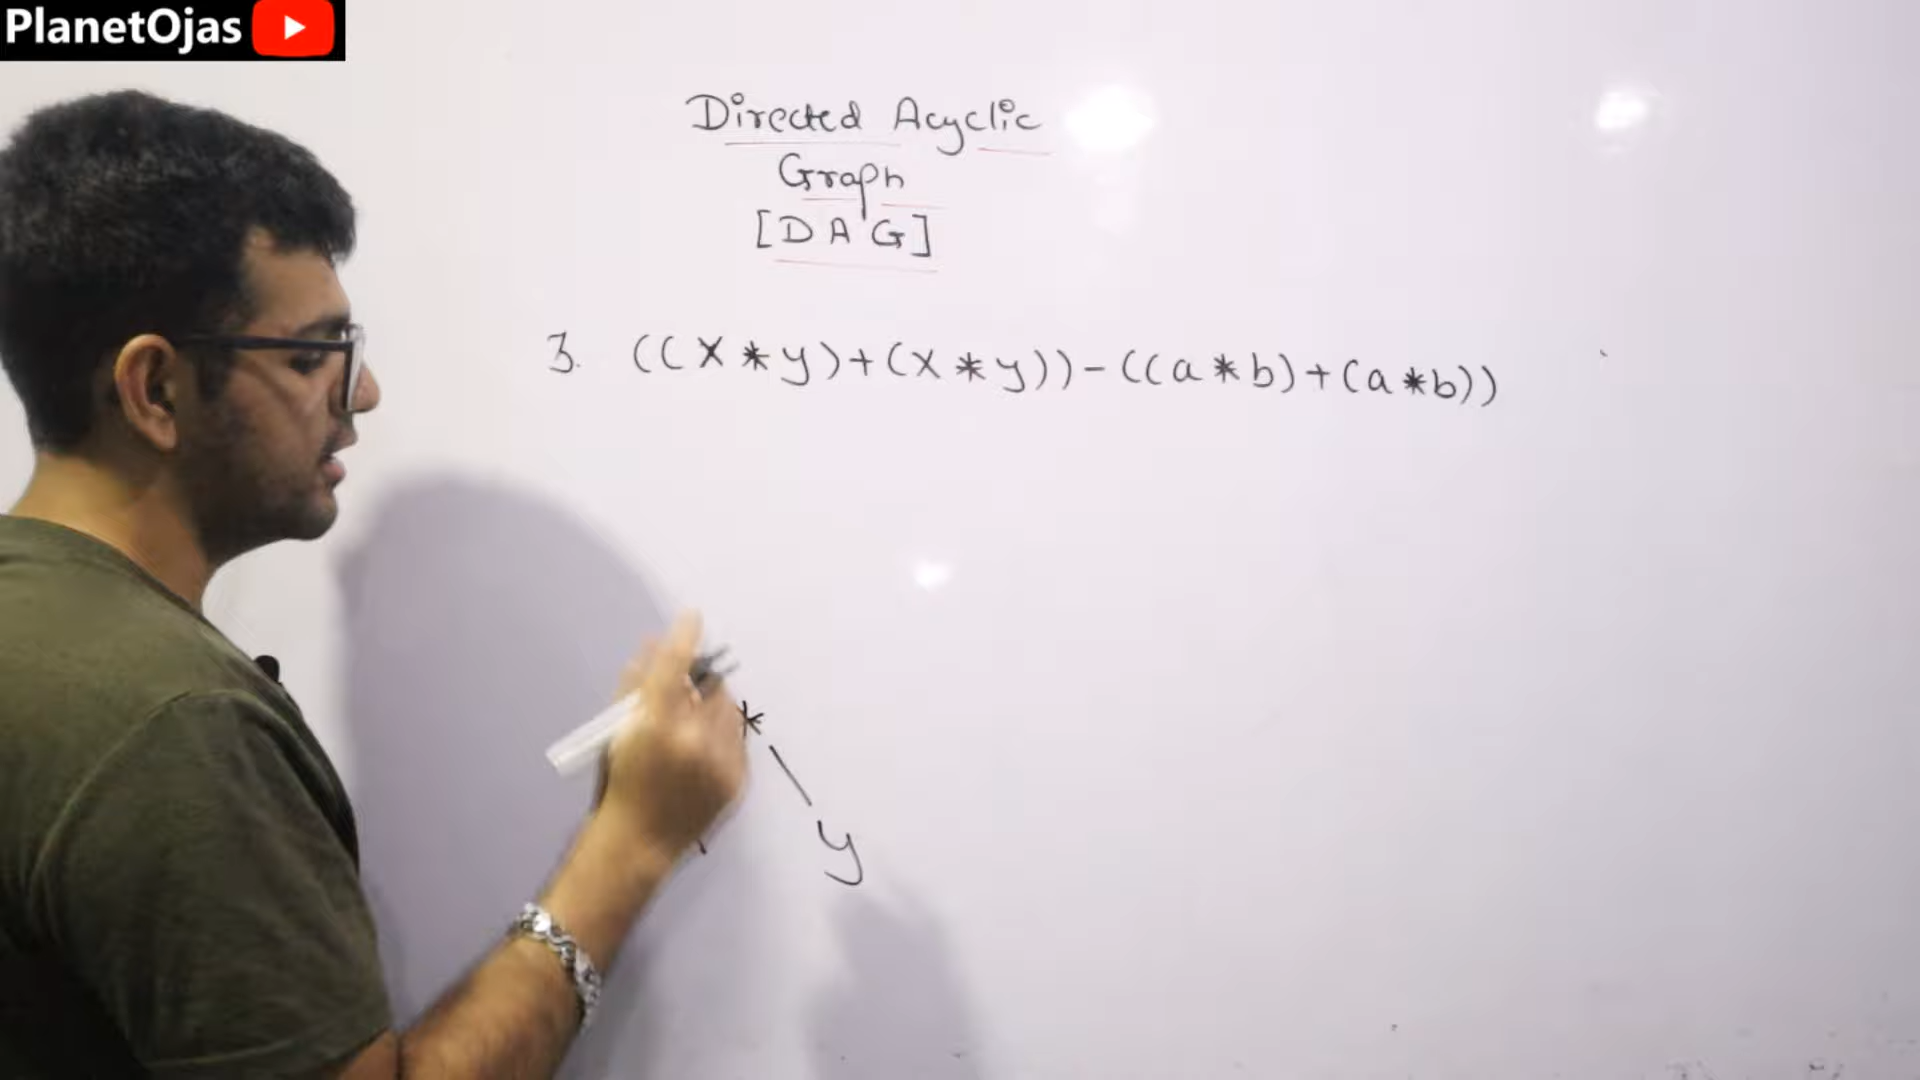 PlanetOjas
Directed Acyclic
Graph
[DAG]
3. ((x*y)+(x*y))-((a*b)+(a*b))
*
y